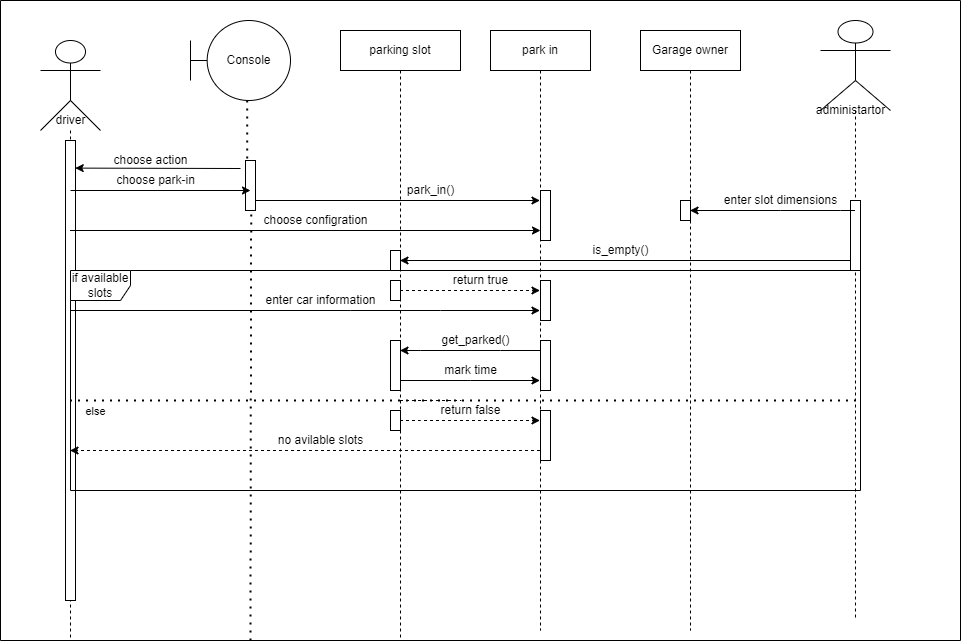 Console
parking slot
park in
Garage owner
driver
administartor
choose action
choose park-in
park_in()
enter slot dimensions
choose configration
is_empty()
if available
slots
return true
enter car information
get_parked()
mark time
else
return false
no avilable slots